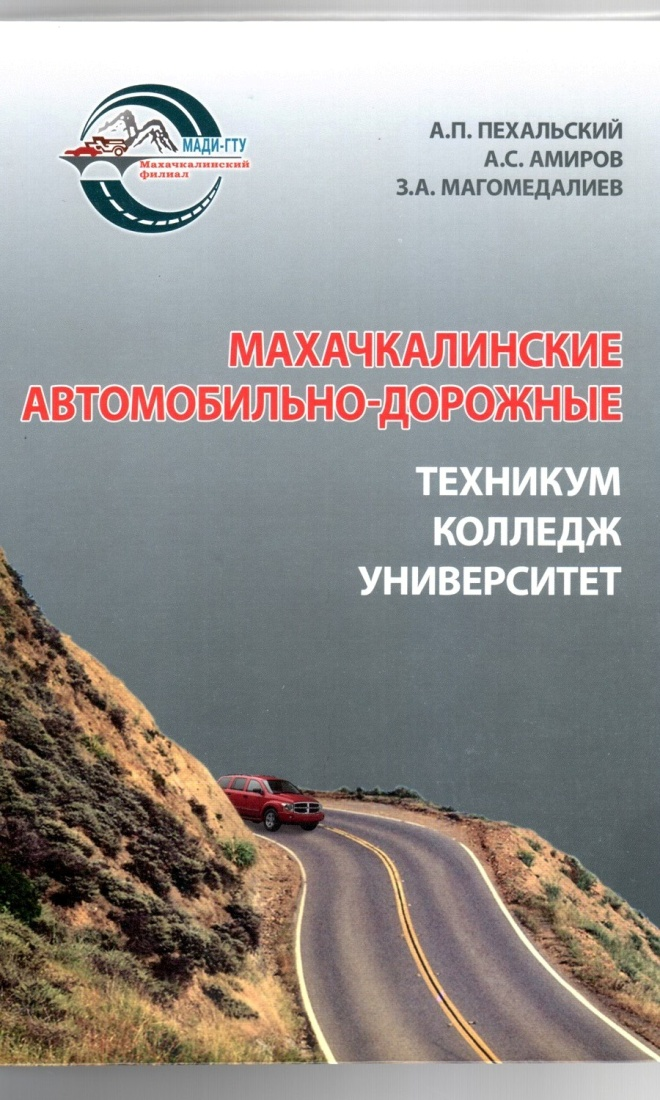 МАДИ-ГТУ
Махачкалинский
филиал
А.П. ПЕХАЛЬСКИЙ
А.С. АМИРОВ
З.А. МАГОМЕДАЛИЕВ
МАХАЧКАЛИНСКИЕ
АВТОМОБИЛЬНО-ДОРОЖНЫЕ
ТЕХНИКУМ
КОЛЛЕДЖ
УНИВЕРСИТЕТ